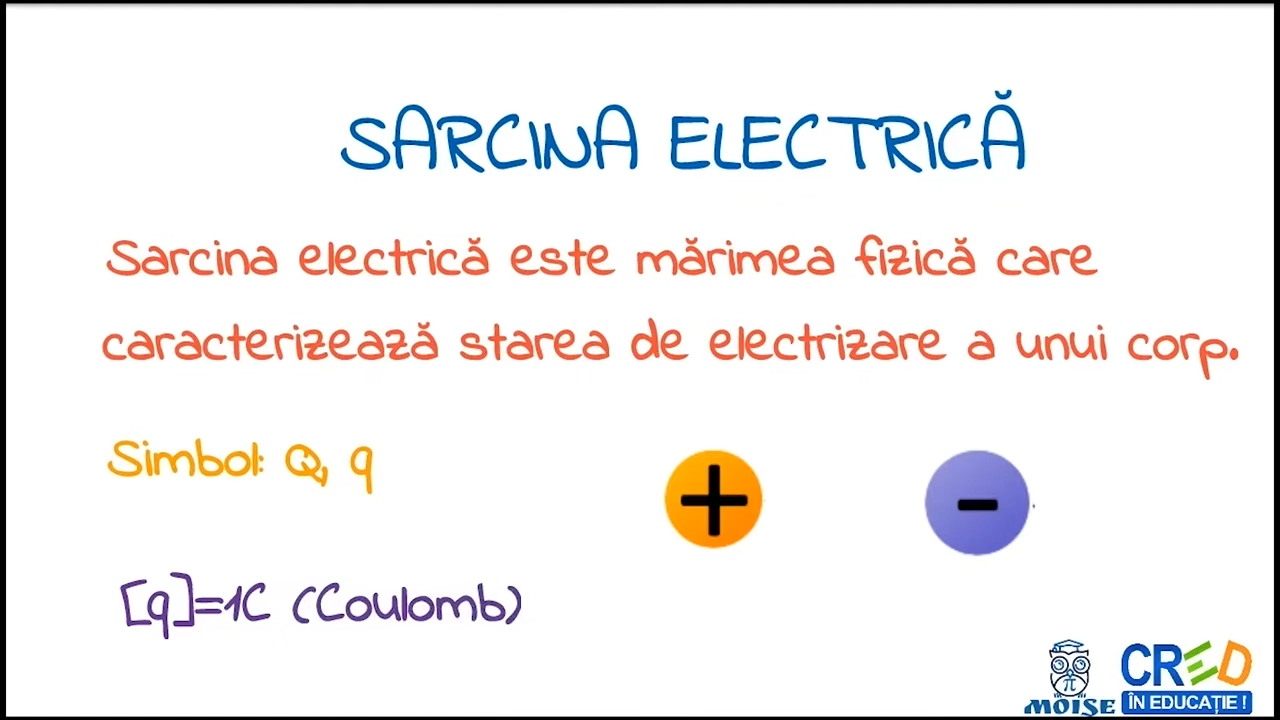 SARCINA ELECTRICĂ
Sarcina electrică este mărimea fizică care
caracterizează starea de electrizare a unui corp.
Simbol: Q, q
+ -
[q]=1C (Coulomb)
π
MOISE
CRED
ÎN EDUCAȚIE !